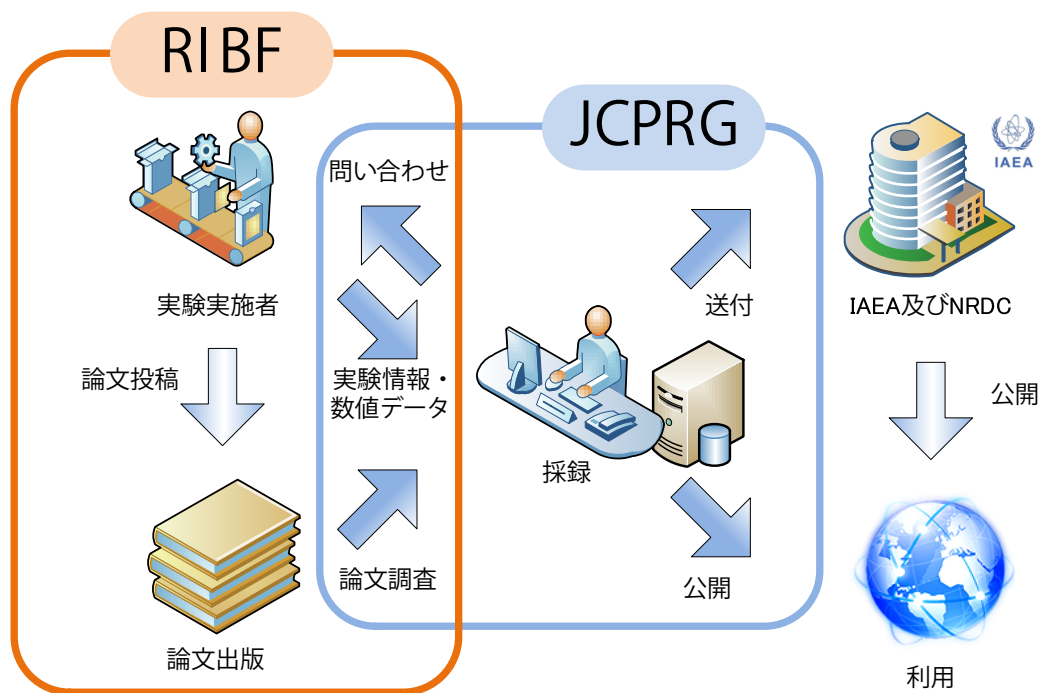 RIBF
JCPRG
問い合わせ
IAEA
実験実施者
送付
IAEA及びNRDC
論文投稿
実験情報・
数値データ
公開
採録
論文調査
公開
論文出版
利用